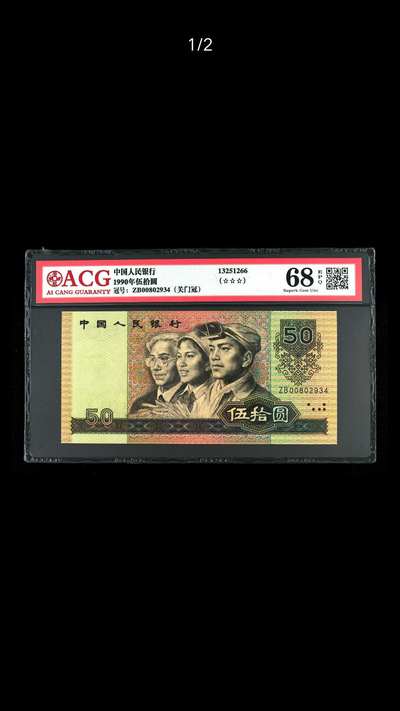 1/2
ACG
AI CANG GUARANTY
中国人民银行
1990年伍拾圆
冠号: ZB00802934 (关门冠)
13251266
(☆☆☆)
68 EPQ
Superb Gem Unc
中国人民银行
50
ZB00802934
50
伍拾圆